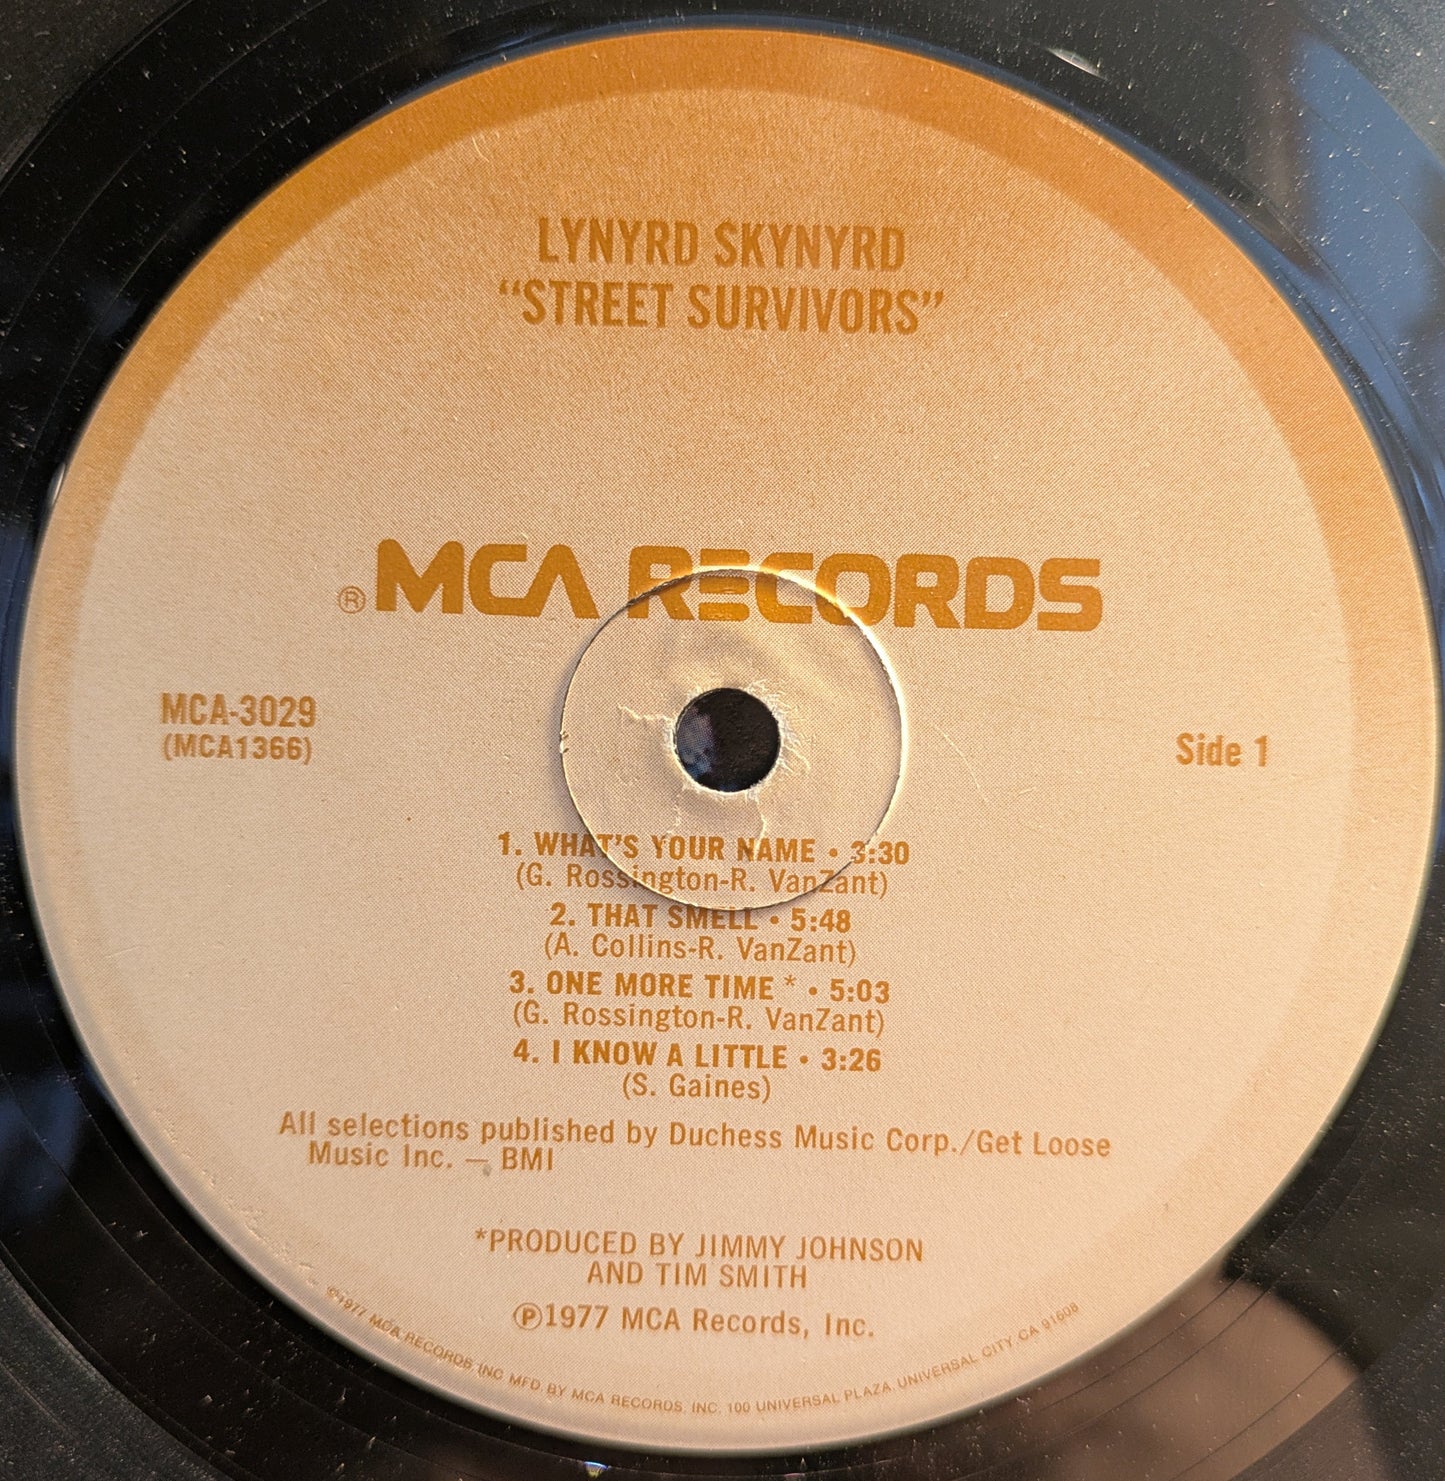 LYNYRD SKYNYRD
“STREET SURVIVORS”
® MCA RECORDS
MCA-3029
(MCA1366)
Side 1
1. WHAT'S YOUR NAME • 3:30
(G. Rossington-R. VanZant)
2. THAT SMELL • 5:48
(A. Collins-R. VanZant)
3. ONE MORE TIME * • 5:03
(G. Rossington-R. VanZant)
4. I KNOW A LITTLE • 3:26
(S. Gaines)
All selections published by Duchess Music Corp./Get Loose
Music Inc. — BMI
*PRODUCED BY JIMMY JOHNSON
AND TIM SMITH
℗1977 MCA Records, Inc.
©1977 MCA RECORDS, INC. MFD. BY MCA RECORDS, INC. 100 UNIVERSAL PLAZA, UNIVERSAL CITY, CA 91608